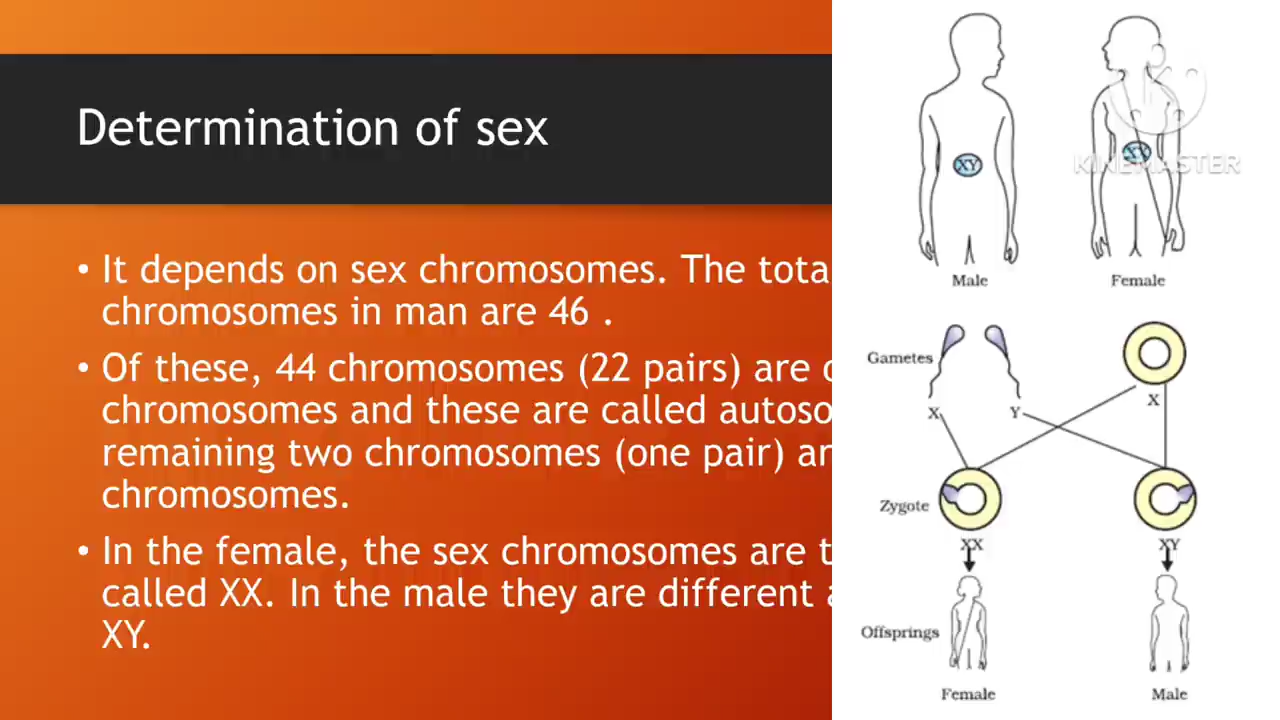 Determination of sex
• It depends on sex chromosomes. The tota
chromosomes in man are 46 .
• Of these, 44 chromosomes (22 pairs) are
chromosomes and these are called autoso
remaining two chromosomes (one pair) ar
chromosomes.
• In the female, the sex chromosomes are t
called XX. In the male they are different
XY.
XY
XX
KINEMASTER
Male
Female
Gametes
X
Y
X
Zygote
XX
XY
Offsprings
Female
Male